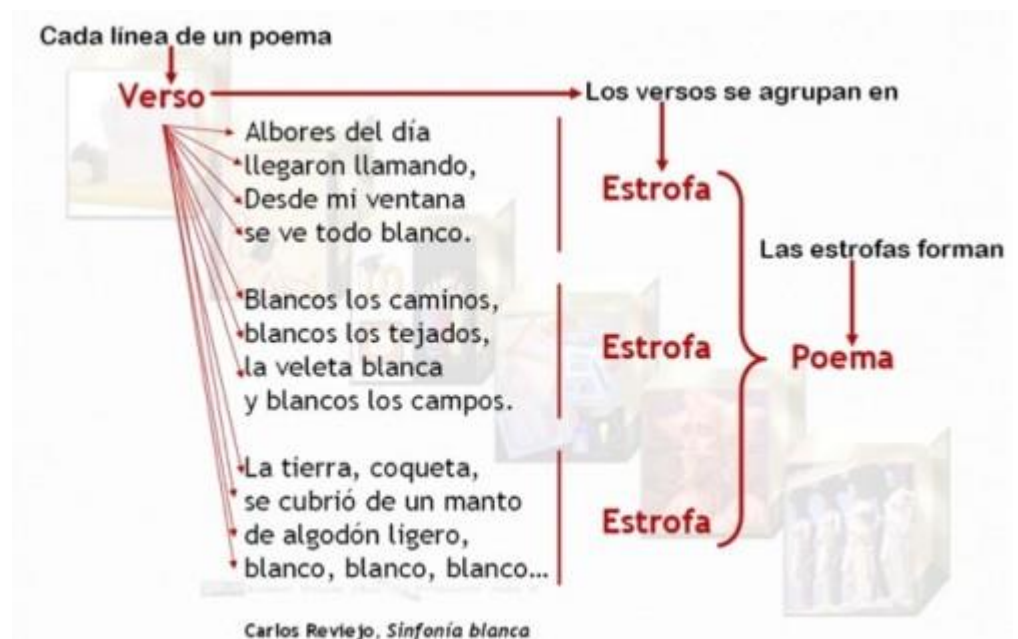 Cada línea de un poema
Verso
Los versos se agrupan en
Albores del día
llegaron llamando,
Desde mi ventana
se ve todo blanco.
Estrofa
Las estrofas forman
Blancos los caminos,
blancos los tejados,
la veleta blanca
y blancos los campos.
Estrofa
Poema
La tierra, coqueta,
se cubrió de un manto
de algodón ligero,
blanco, blanco, blanco...
Estrofa
Carlos Reviejo, Sinfonía blanca